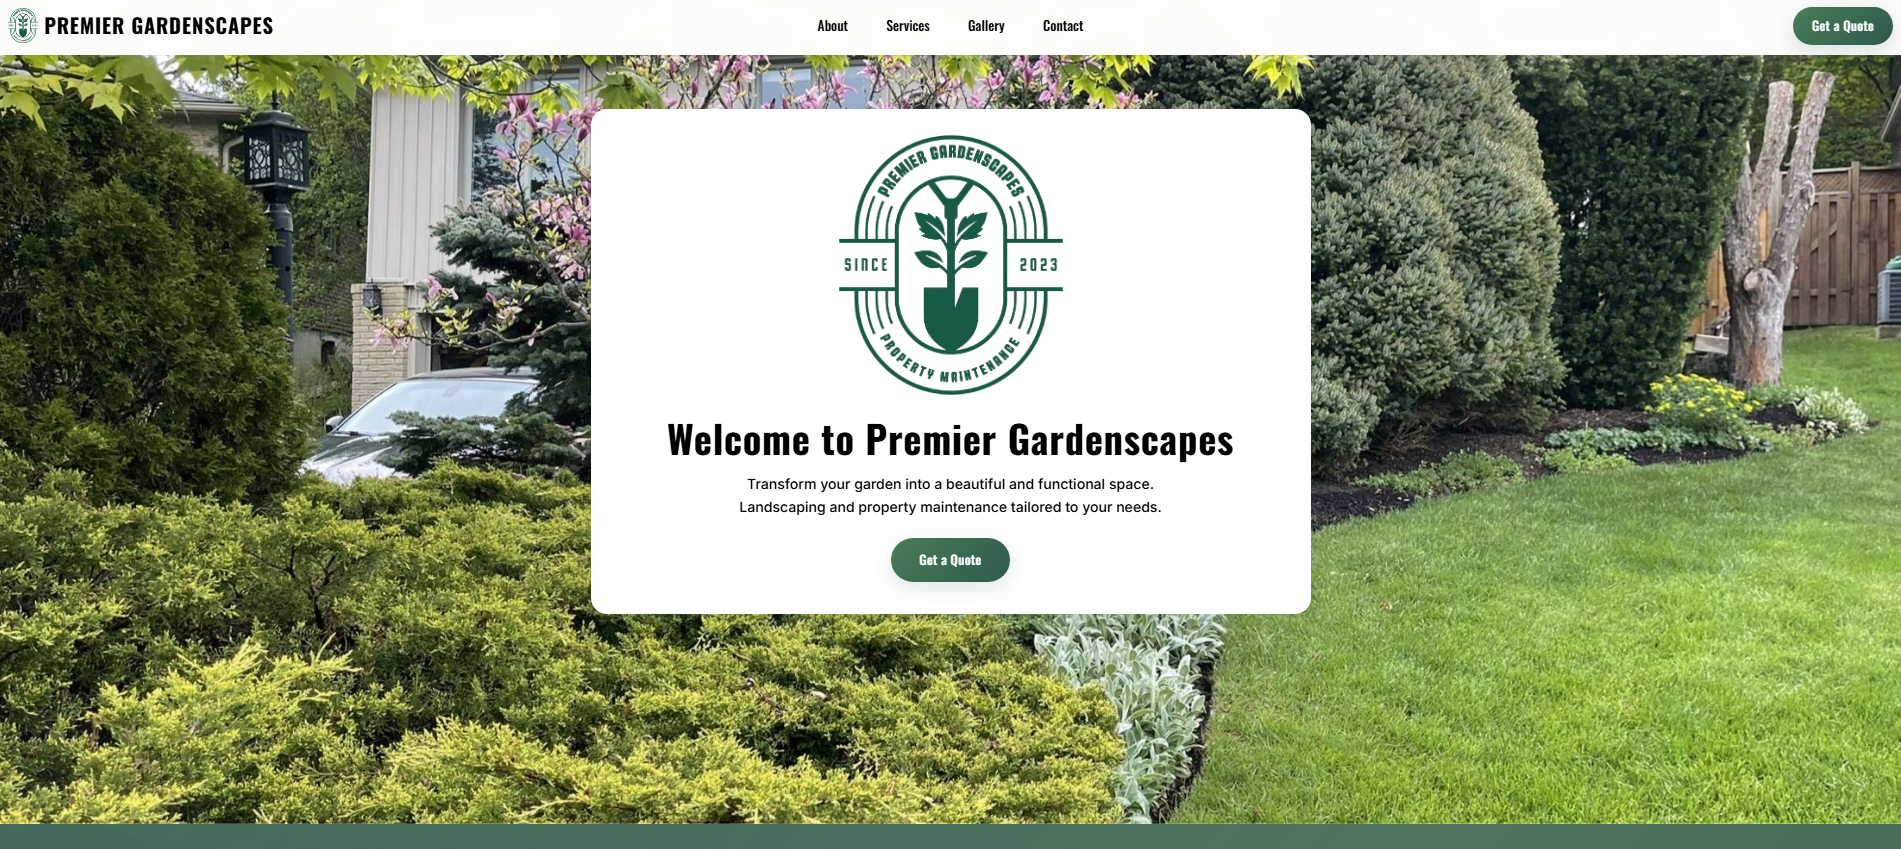 PREMIER GARDENSCAPES
About
Services
Gallery
Contact
Get a Quote
PREMIER GARDENSCAPES
SINCE 2023
PROPERTY MAINTENANCE
Welcome to Premier Gardenscapes
Transform your garden into a beautiful and functional space.
Landscaping and property maintenance tailored to your needs.
Get a Quote